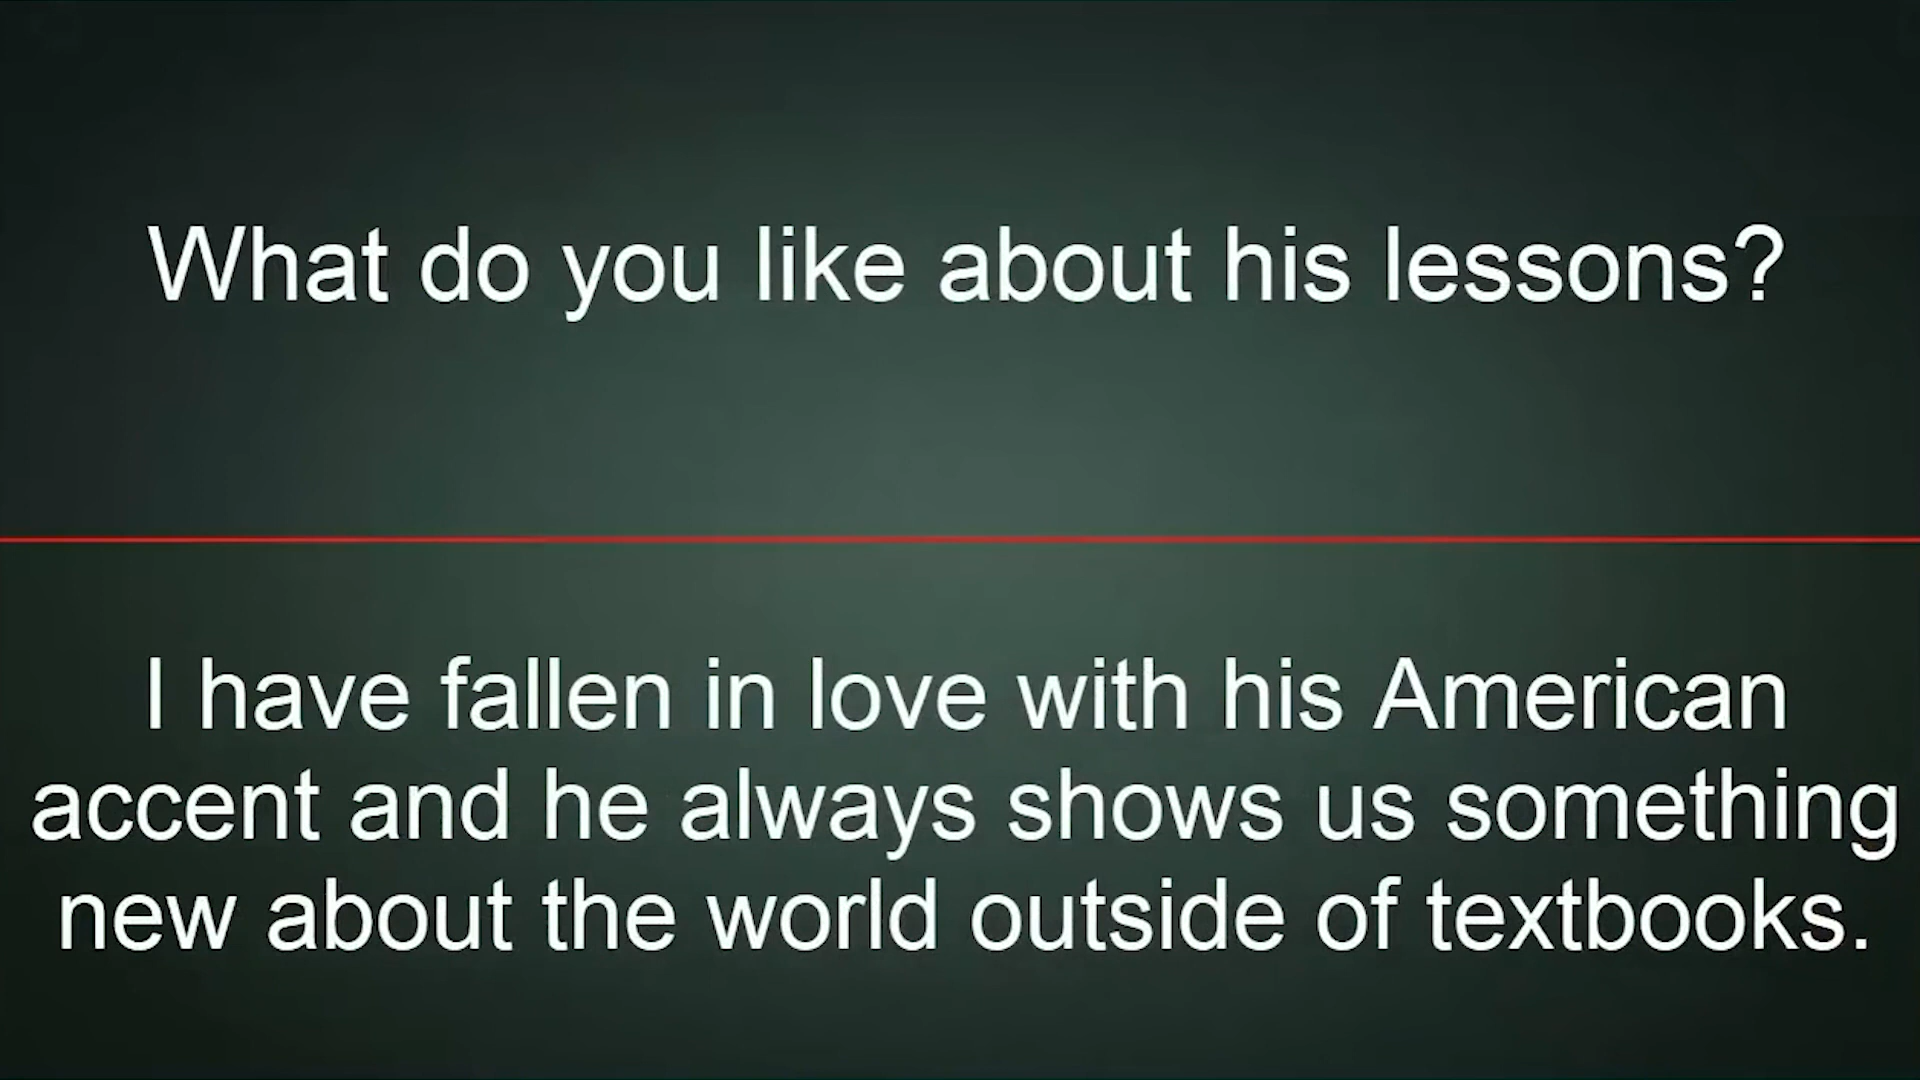 What do you like about his lessons?
I have fallen in love with his American
accent and he always shows us something
new about the world outside of textbooks.